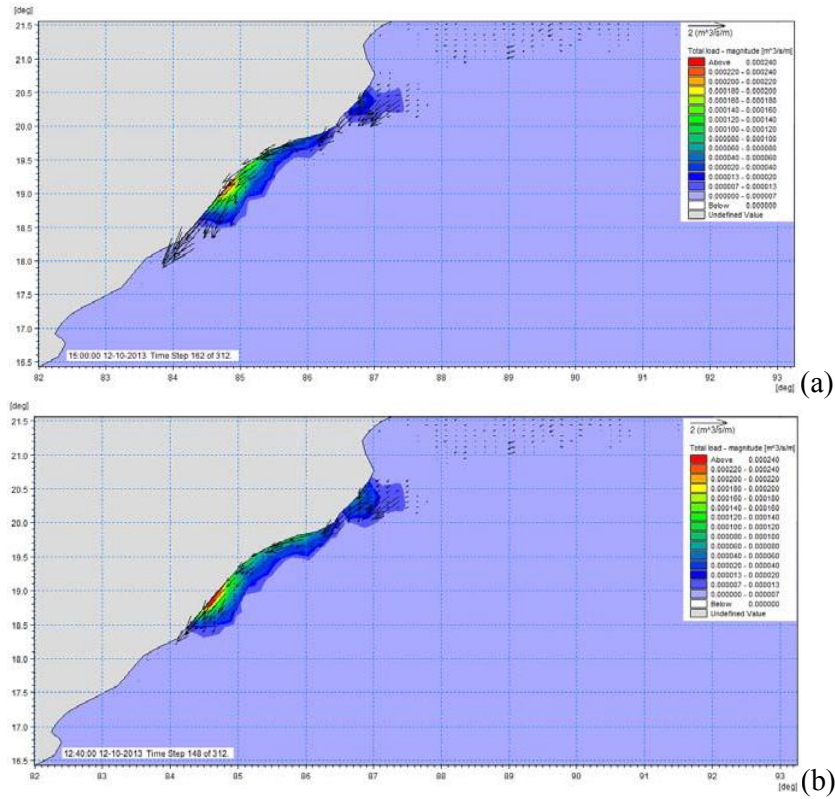 [deg]
21.5
21.0
20.5
20.0
19.5
19.0
18.5
18.0
17.5
17.0
16.5
82 83 84 85 86 87 88 89 90 91 92 93
[deg]
2 (m^3/s/m)
Total load - magnitude [m^3/s/m]
Above 0.000240
0.000220 - 0.000240
0.000200 - 0.000220
0.000180 - 0.000200
0.000160 - 0.000180
0.000140 - 0.000160
0.000120 - 0.000140
0.000100 - 0.000120
0.000080 - 0.000100
0.000060 - 0.000080
0.000040 - 0.000060
0.000020 - 0.000040
0.000013 - 0.000020
0.000007 - 0.000013
0.000000 - 0.000007
Below 0.000000
Undefined Value
15:00:00 12-10-2013 Time Step 162 of 312.
(a)
[deg]
21.5
21.0
20.5
20.0
19.5
19.0
18.5
18.0
17.5
17.0
16.5
82 83 84 85 86 87 88 89 90 91 92 93
[deg]
2 (m^3/s/m)
Total load - magnitude [m^3/s/m]
Above 0.000240
0.000220 - 0.000240
0.000200 - 0.000220
0.000180 - 0.000200
0.000160 - 0.000180
0.000140 - 0.000160
0.000120 - 0.000140
0.000100 - 0.000120
0.000080 - 0.000100
0.000060 - 0.000080
0.000040 - 0.000060
0.000020 - 0.000040
0.000013 - 0.000020
0.000007 - 0.000013
0.000000 - 0.000007
Below 0.000000
Undefined Value
12:40:00 12-10-2013 Time Step 148 of 312.
(b)